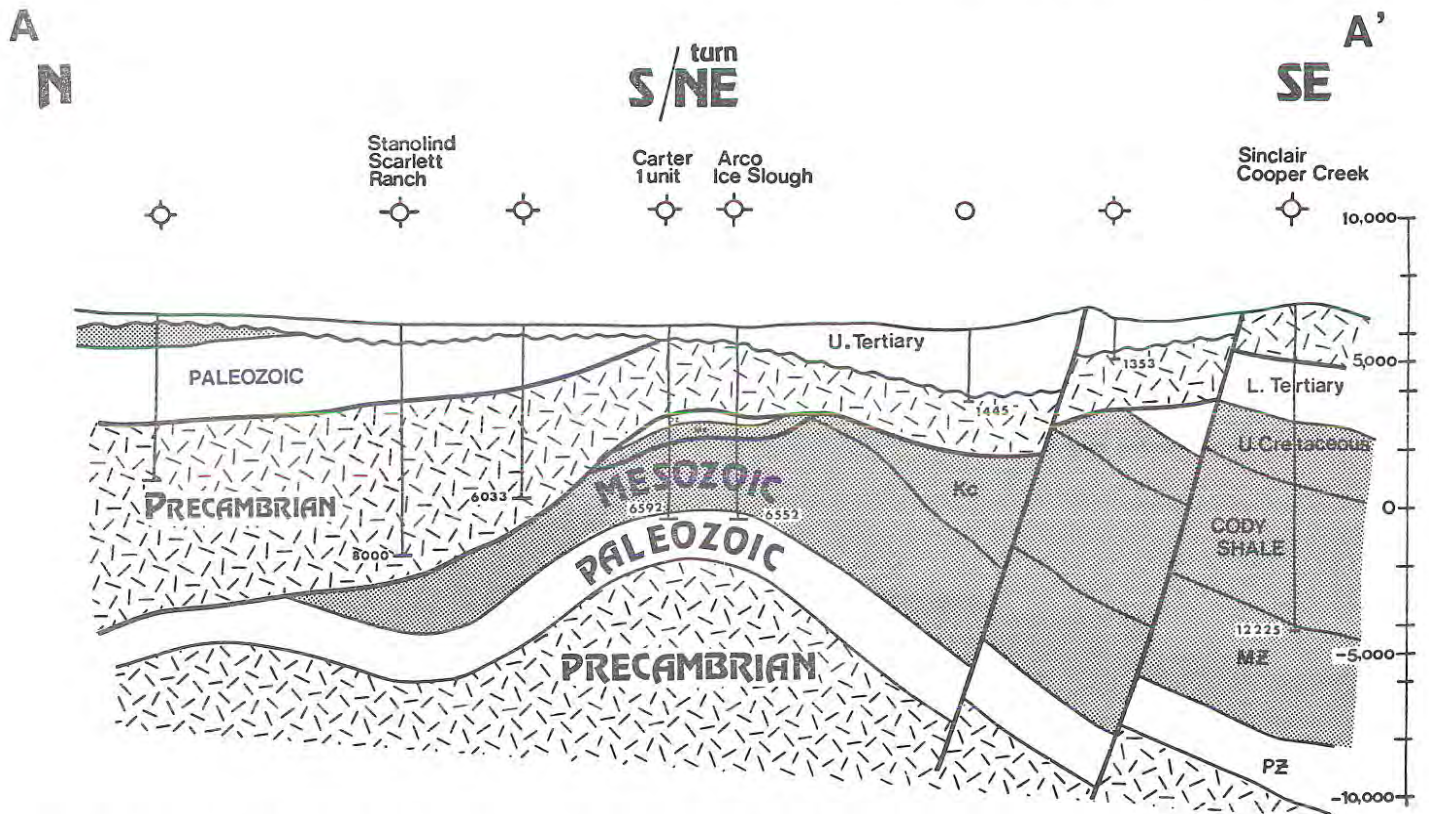 A
A'
N
turn
S/NE
SE
Stanolind
Scarlett
Ranch
Carter
1unit
Arco
Ice Slough
Sinclair
Cooper Creek
10,000
U. Tertiary
5,000
1353
PALEOZOIC
L. Tertiary
1445
U.Cretaceous
MESOZOIC
Kc
PRECAMBRIAN
6033
6592
6552
0
CODY
SHALE
8000
PALEOZOIC
12225
MZ
-5,000
PRECAMBRIAN
PZ
-10,000